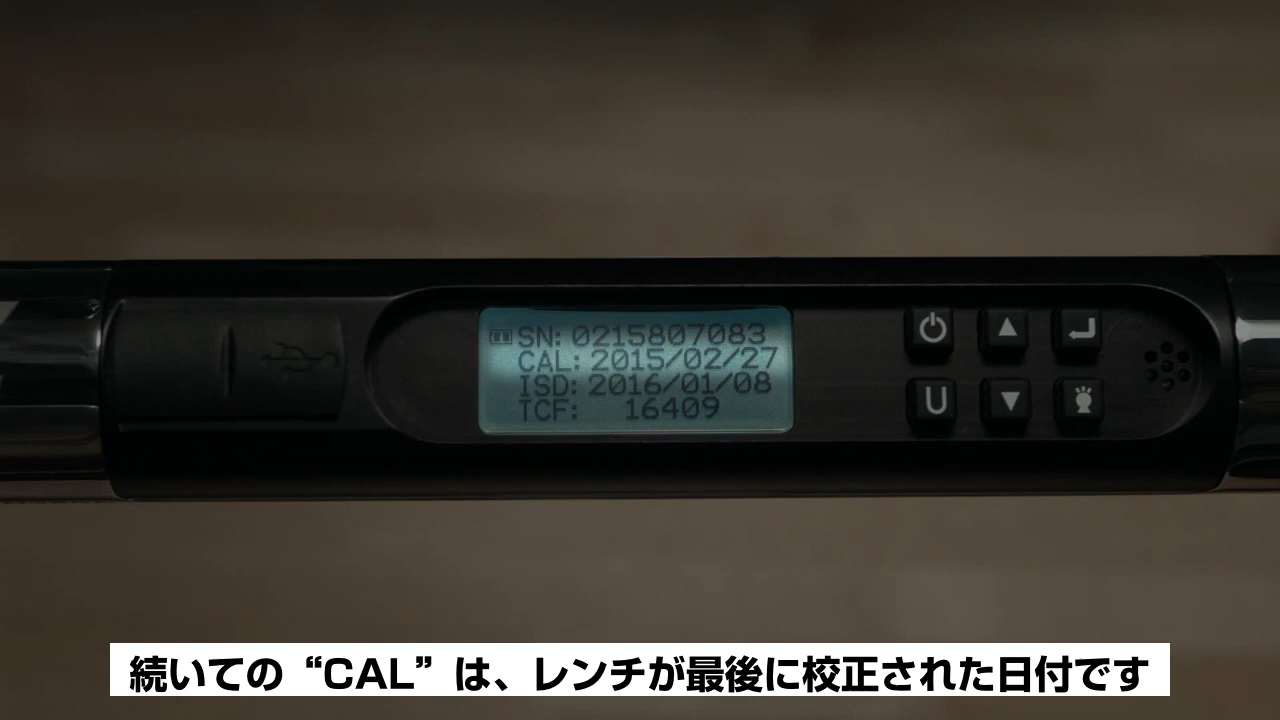 SN: 0215807083
CAL: 2015/02/27
ISD: 2016/01/08
TCF: 16409
U
続いての“CAL”は、レンチが最後に校正された日付です